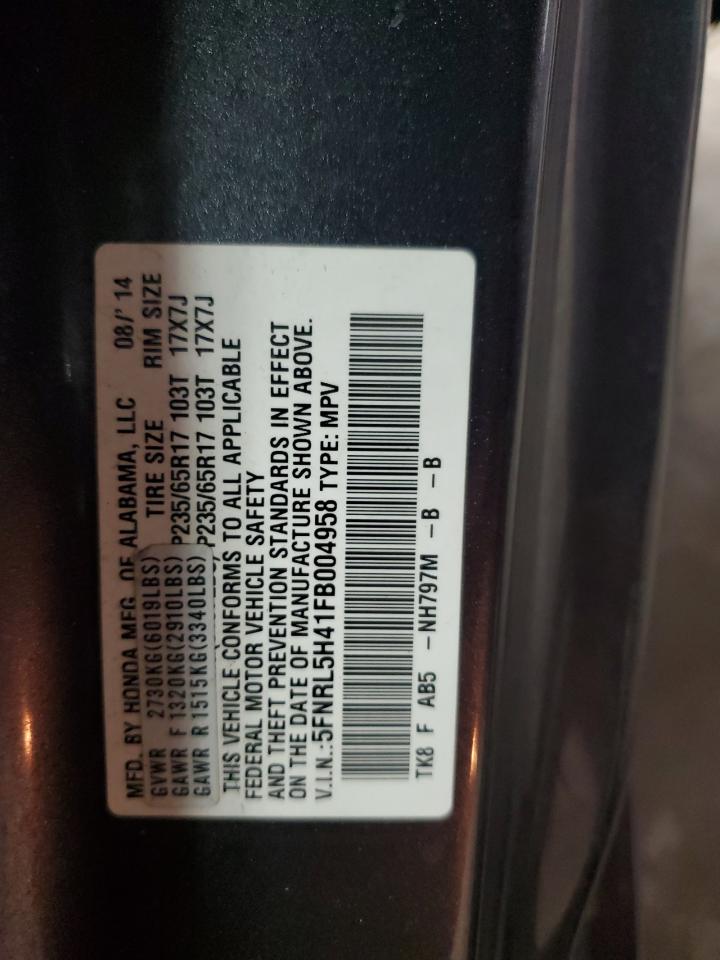 MFD. BY HONDA MFG. OF ALABAMA, LLC 08/'14
GVWR 2730KG(6019LBS) TIRE SIZE RIM SIZE
GAWR F 1320KG(2910LBS) P235/65R17 103T 17X7J
GAWR R 1515KG(3340LBS) P235/65R17 103T 17X7J
THIS VEHICLE CONFORMS TO ALL APPLICABLE
FEDERAL MOTOR VEHICLE SAFETY
AND THEFT PREVENTION STANDARDS IN EFFECT
ON THE DATE OF MANUFACTURE SHOWN ABOVE.
V.I.N.:5FNRL5H41FB004958 TYPE: MPV
TK8 F AB5 -NH797M -B -B